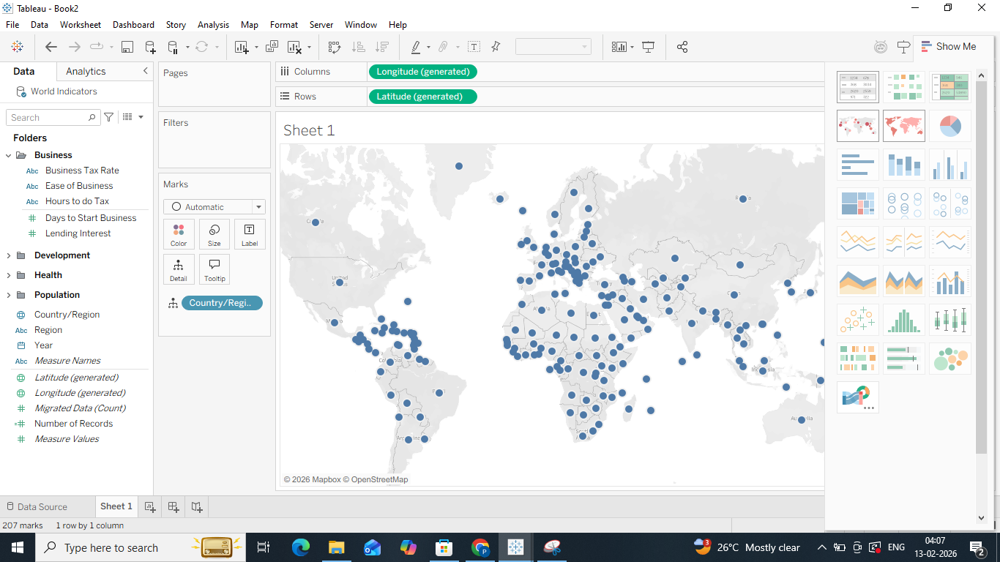 Tableau - Book2
File Data Worksheet Dashboard Story Analysis Map Format Server Window Help
Show Me
Data Analytics
World Indicators
Search
Folders
Business
Abc Business Tax Rate
Abc Ease of Business
Abc Hours to do Tax
Days to Start Business
Lending Interest
Development
Health
Population
Country/Region
Abc Region
Year
Abc Measure Names
Latitude (generated)
Longitude (generated)
Migrated Data (Count)
Number of Records
Measure Values
Pages
Filters
Marks
Automatic
Color Size Label
Detail Tooltip
Country/Regi..
Columns Longitude (generated)
Rows Latitude (generated)
Sheet 1
© 2026 Mapbox © OpenStreetMap
Data Source Sheet 1
207 marks 1 row by 1 column
Type here to search
3
26°C Mostly clear
ENG
04:07
13-02-2026
2